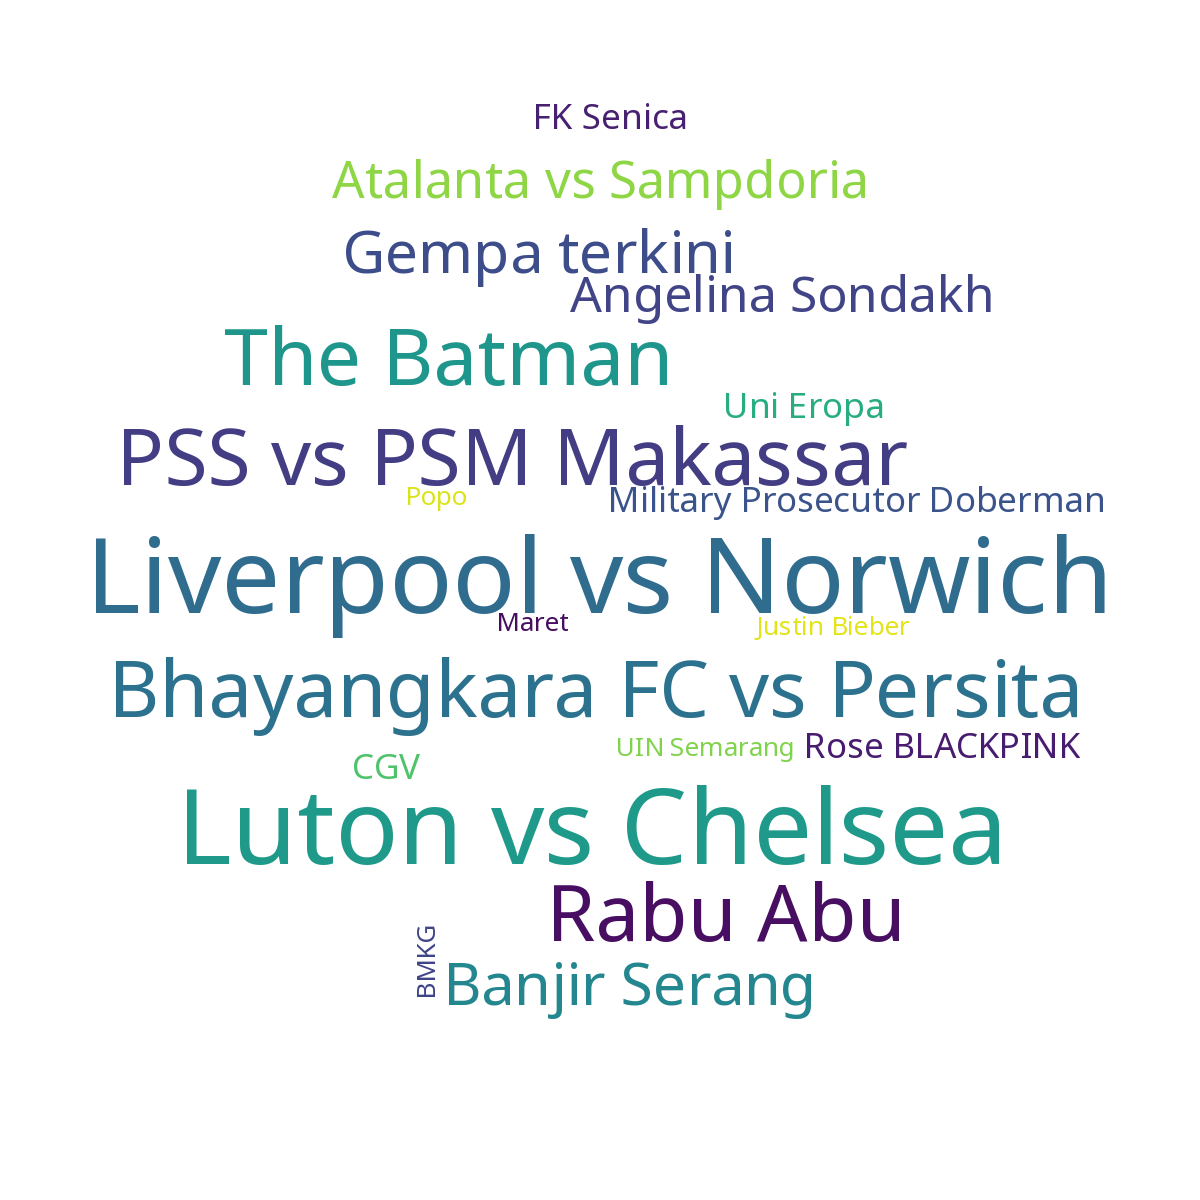 FK Senica
Atalanta vs Sampdoria
Gempa terkini
Angelina Sondakh
The Batman
Uni Eropa
PSS vs PSM Makassar
Popo
Military Prosecutor Doberman
Liverpool vs Norwich
Maret
Justin Bieber
Bhayangkara FC vs Persita
UIN Semarang
Rose BLACKPINK
CGV
Luton vs Chelsea
Rabu Abu
BMKG
Banjir Serang